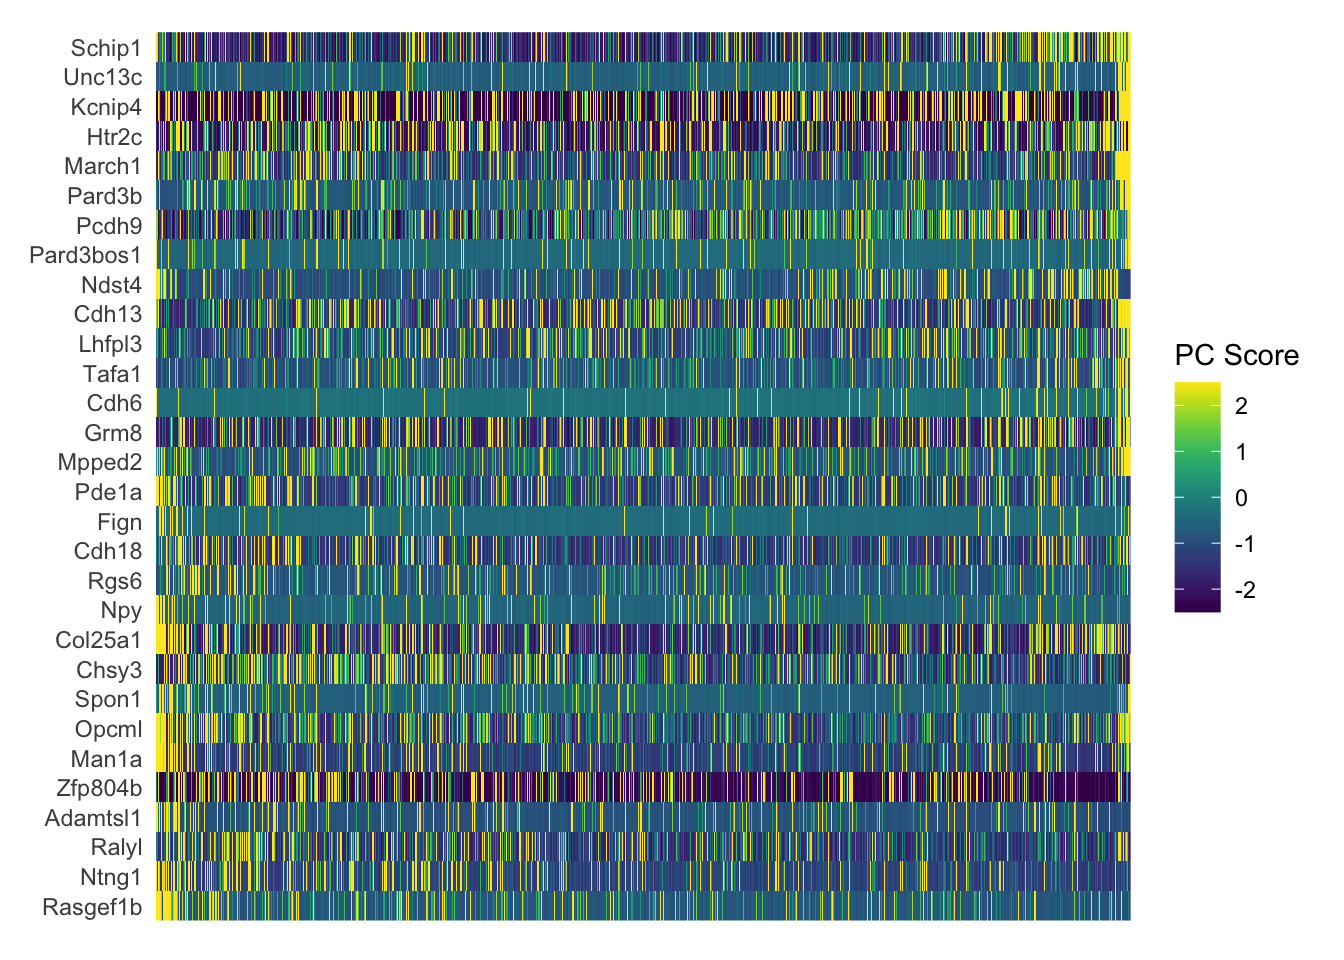 Schip1
Unc13c
Kcnip4
Htr2c
March1
Pard3b
Pcdh9
Pard3bos1
Ndst4
Cdh13
Lhfpl3
Tafa1
Cdh6
Grm8
Mpped2
Pde1a
Fign
Cdh18
Rgs6
Npy
Col25a1
Chsy3
Spon1
Opcml
Man1a
Zfp804b
Adamtsl1
Ralyl
Ntng1
Rasgef1b
PC Score
2
1
0
-1
-2